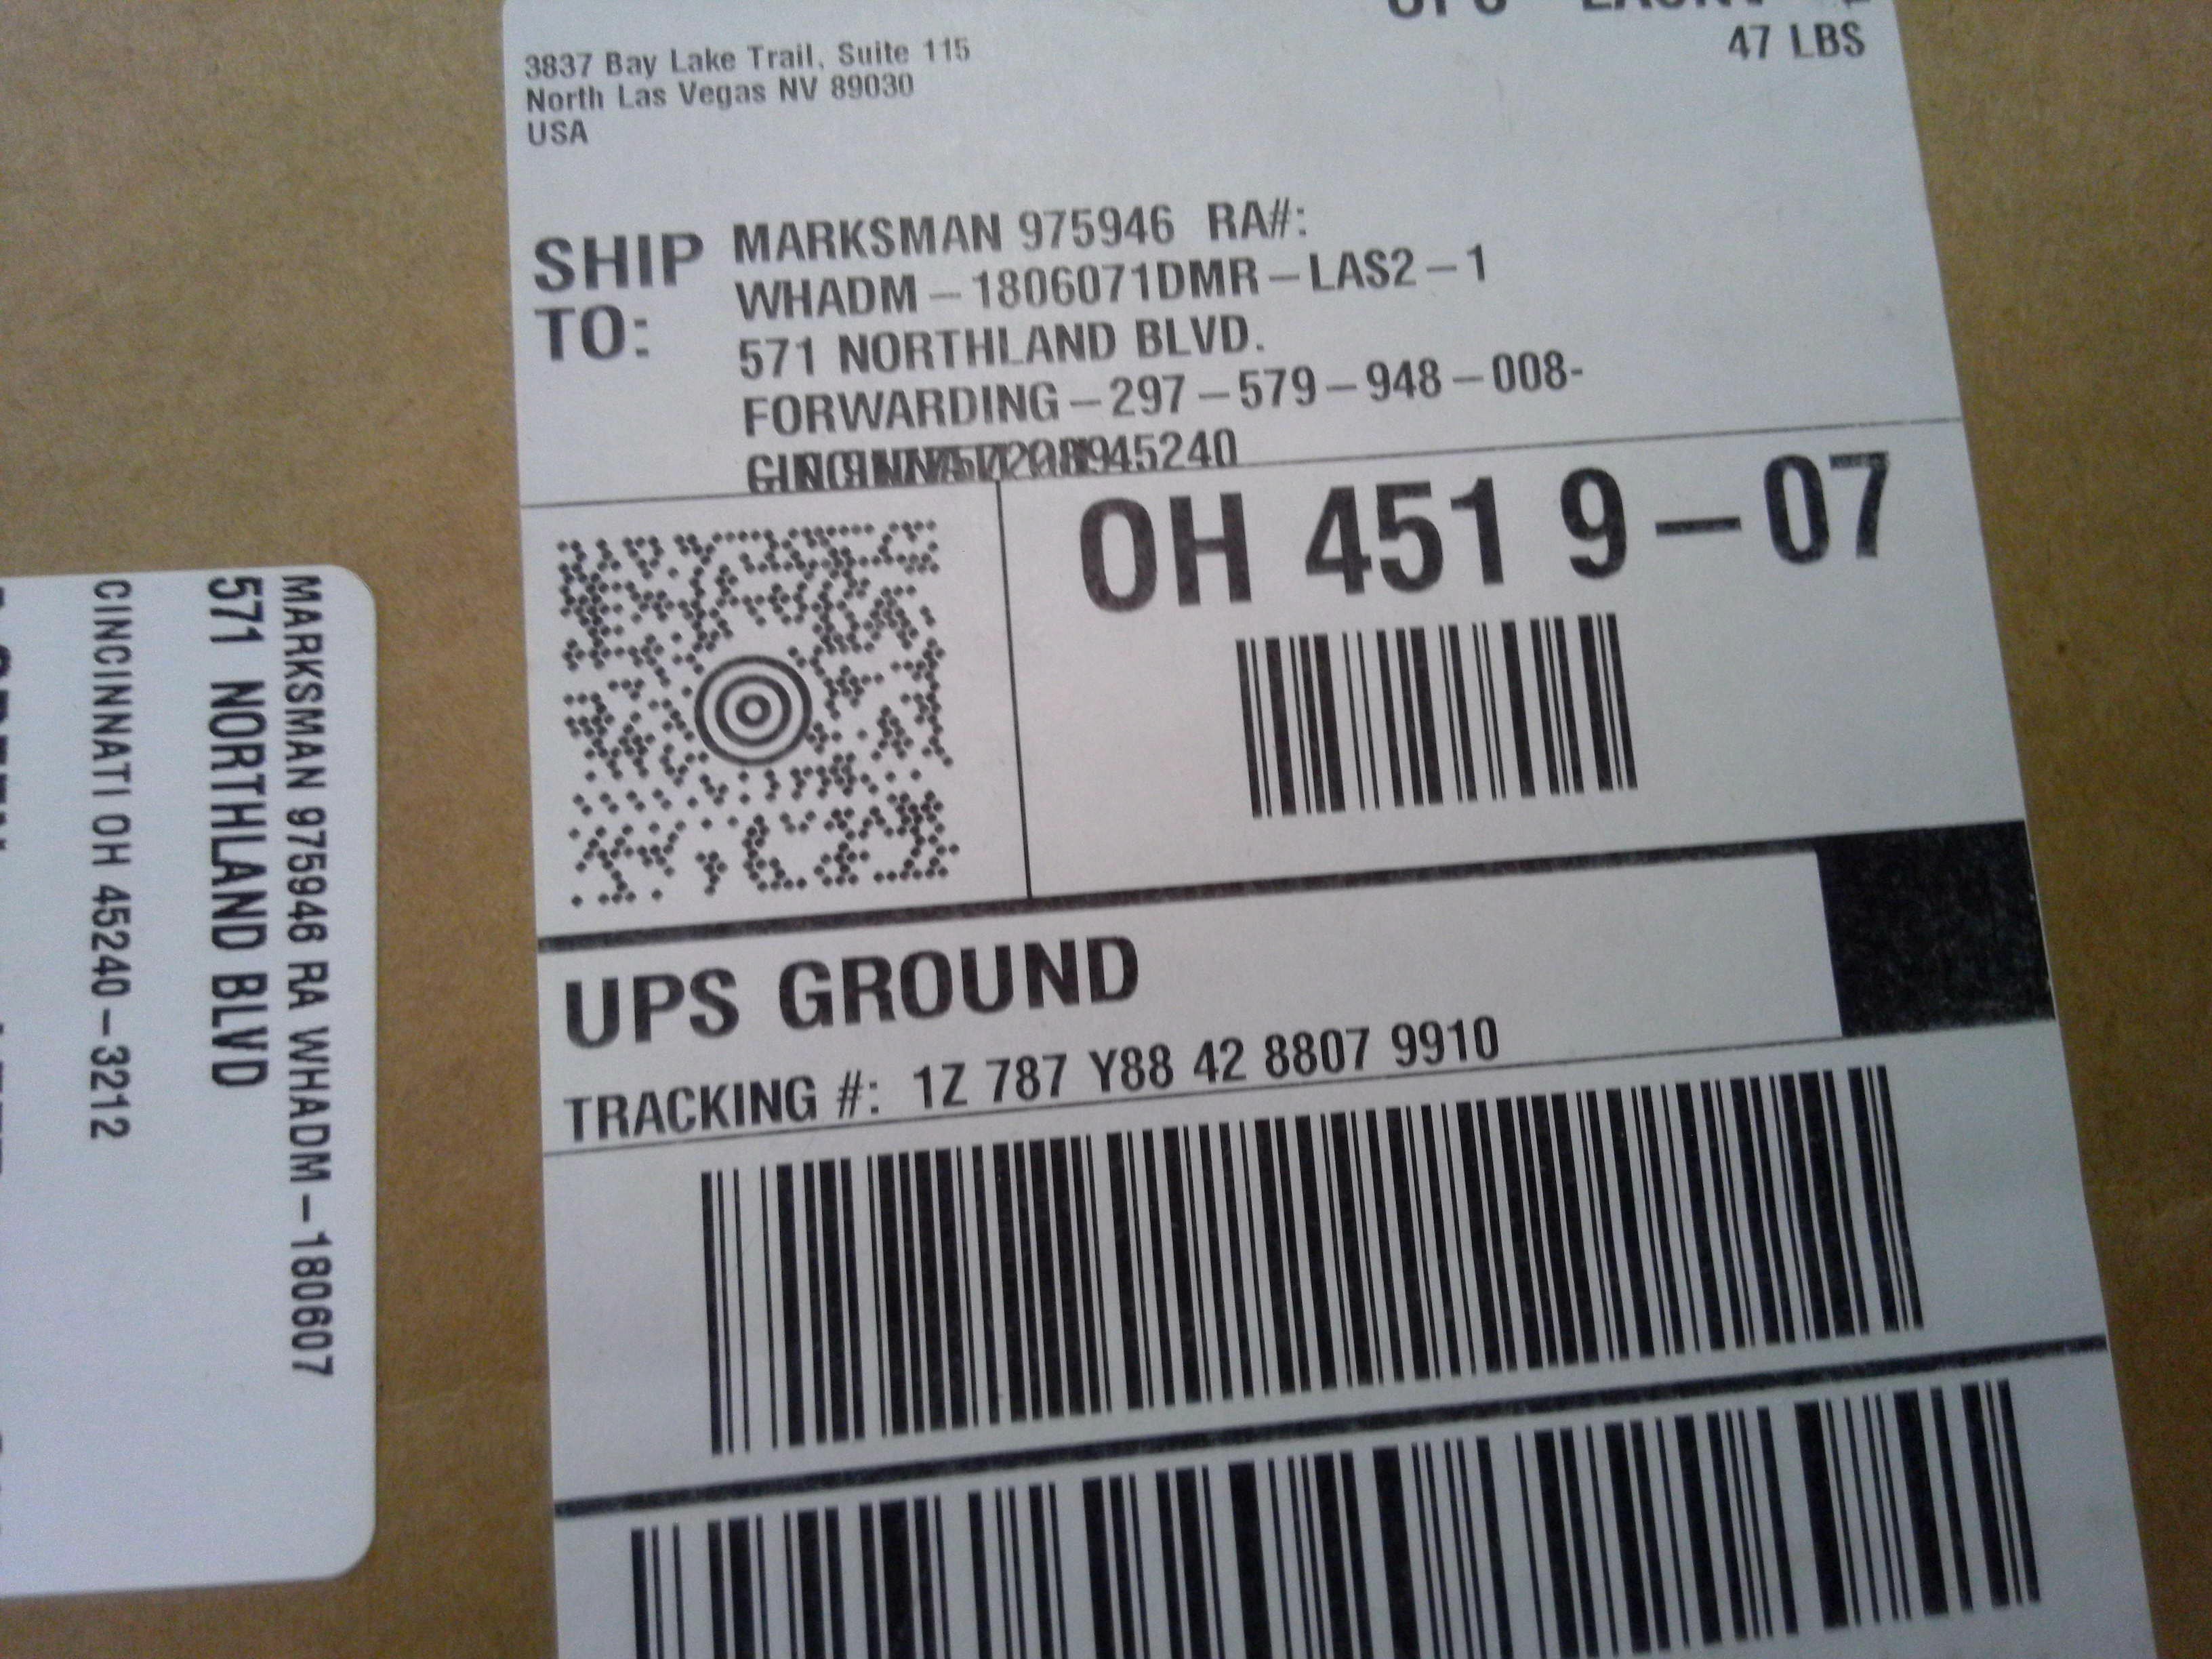 47 LBS
3837 Bay Lake Trail, Suite 115
North Las Vegas NV 89030
USA
SHIP TO:
MARKSMAN 975946 RA#:
WHADM - 1806071DMR - LAS2 - 1
571 NORTHLAND BLVD.
FORWARDING - 297 - 579 - 948 - 008-
45240
OH 451 9 - 07
UPS GROUND
TRACKING #: 1Z 787 Y88 42 8807 9910
MARKSMAN 975946 RA WHADM - 180607
571 NORTHLAND BLVD
CINCINNATI OH 45240 - 3212